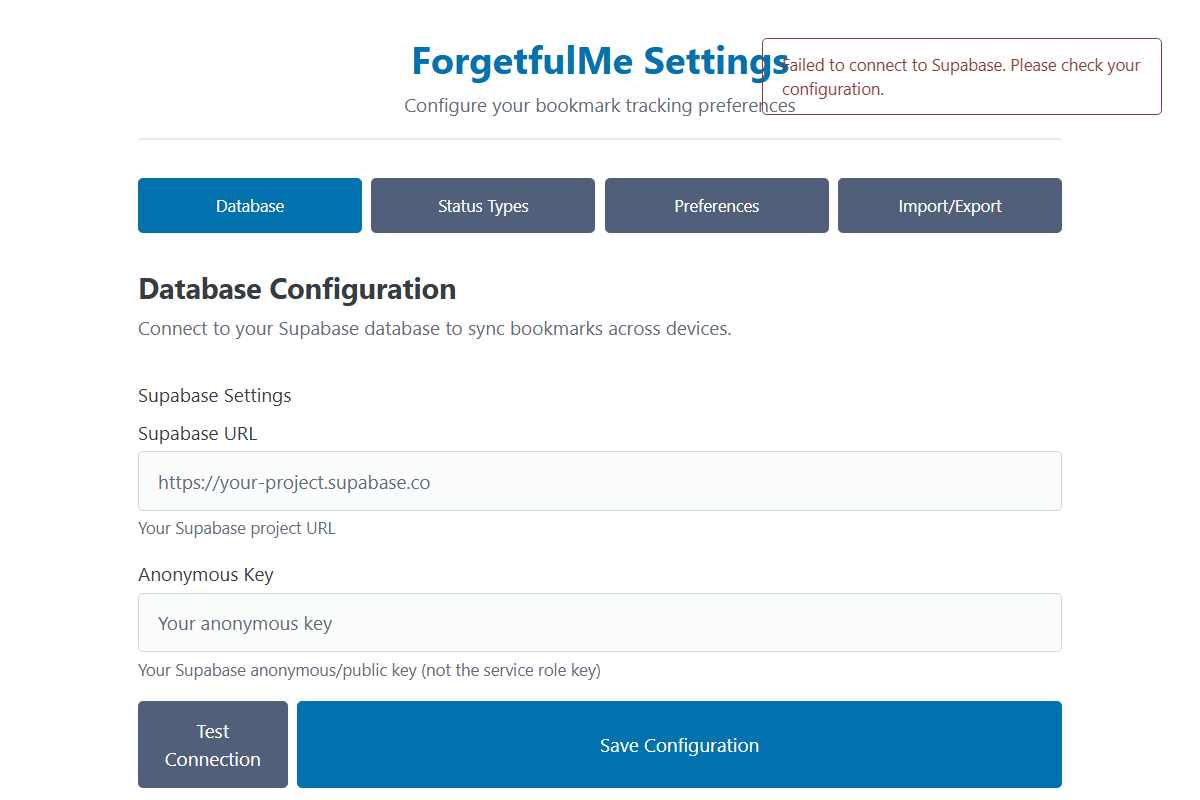 ForgetfulMe Settings
Configure your bookmark tracking preferences
Failed to connect to Supabase. Please check your
configuration.
Database
Status Types
Preferences
Import/Export
Database Configuration
Connect to your Supabase database to sync bookmarks across devices.
Supabase Settings
Supabase URL
https://your-project.supabase.co
Your Supabase project URL
Anonymous Key
Your anonymous key
Your Supabase anonymous/public key (not the service role key)
Test
Connection
Save Configuration